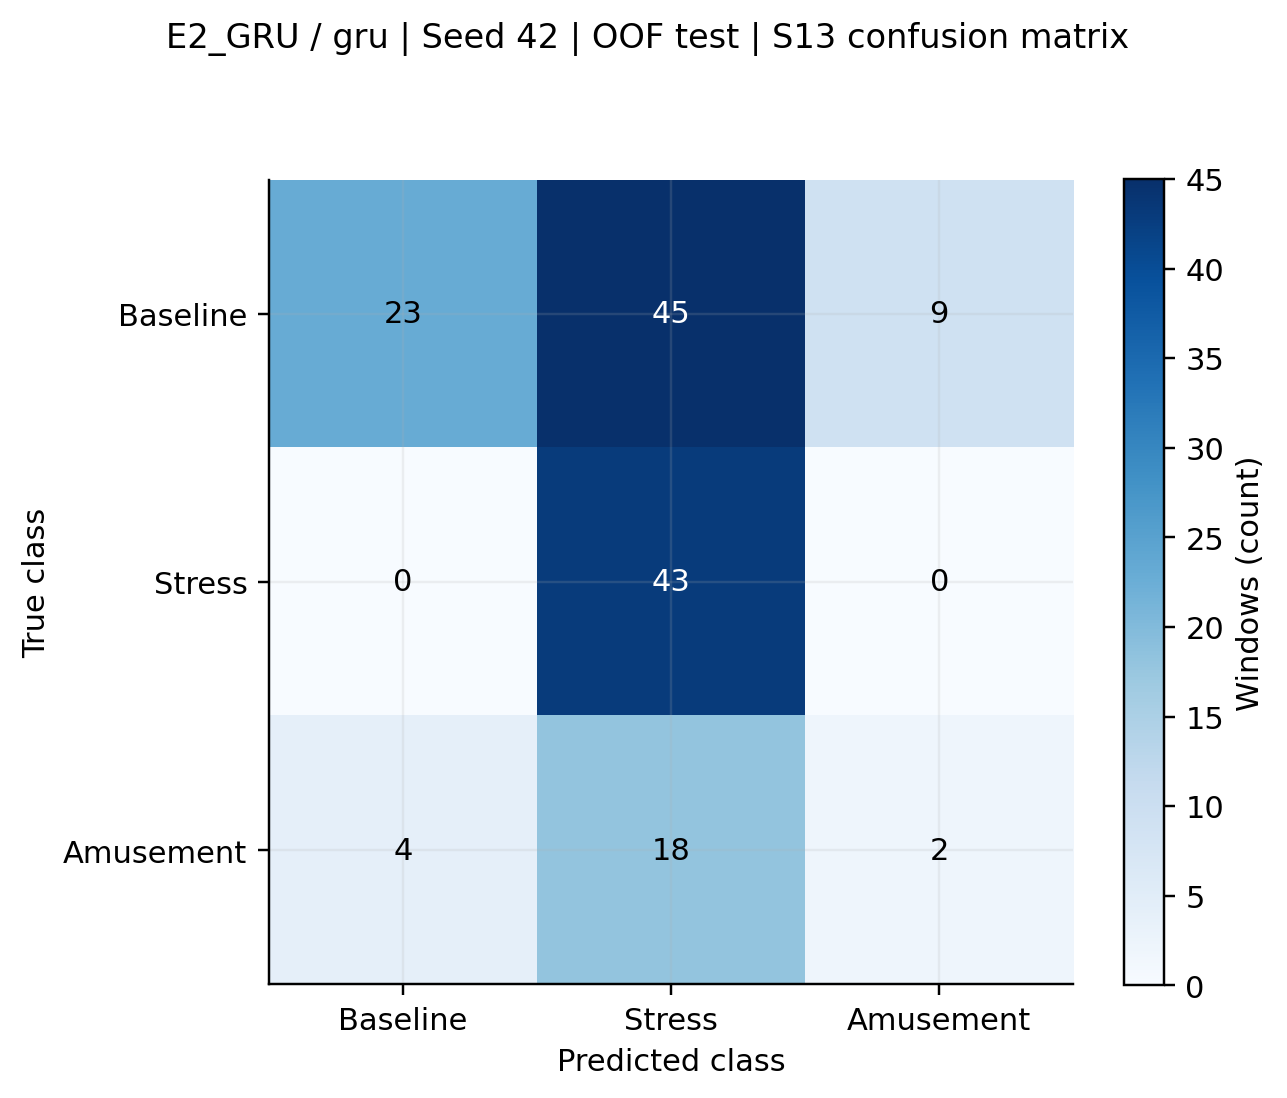 E2_GRU / gru | Seed 42 | OOF test | S13 confusion matrix
45
40
35
30
25
20
15
10
5
0
Windows (count)
True class
Baseline 23 45 9
Stress 0 43 0
Amusement 4 18 2
Baseline Stress Amusement
Predicted class